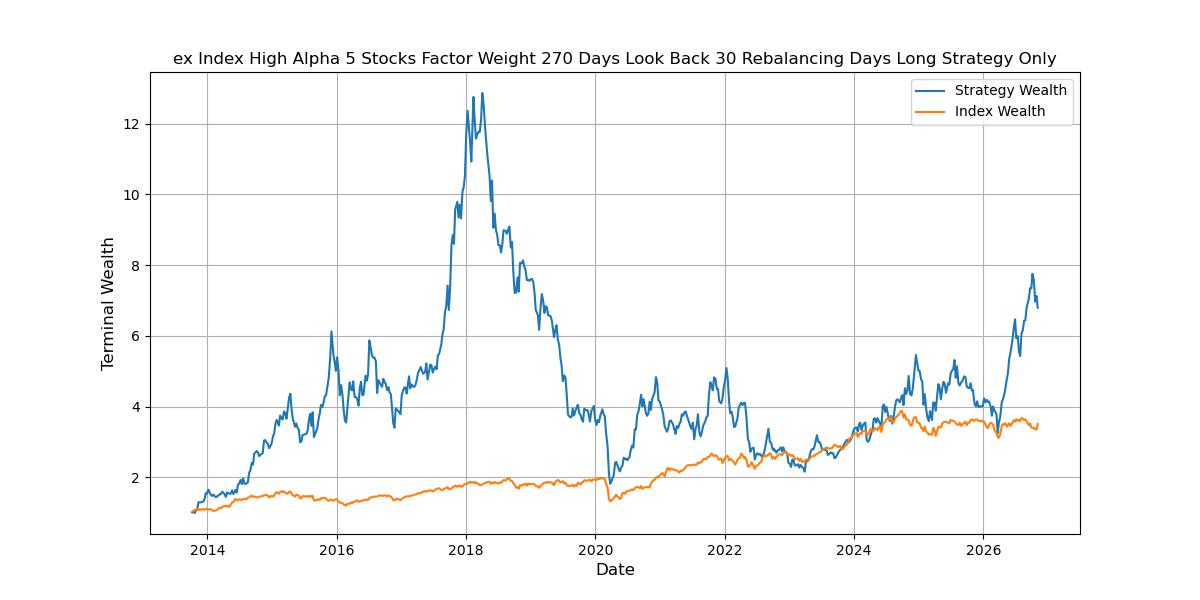 ex Index High Alpha 5 Stocks Factor Weight 270 Days Look Back 30 Rebalancing Days Long Strategy Only
Strategy Wealth
Index Wealth
Terminal Wealth
12
10
8
6
4
2
2014 2016 2018 2020 2022 2024 2026
Date